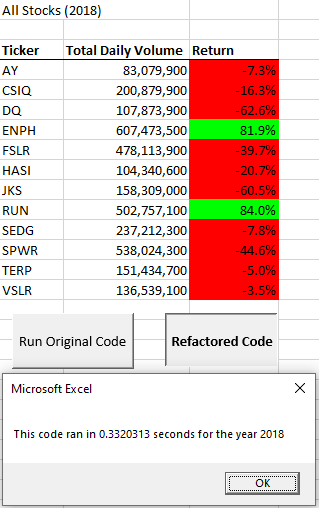 All Stocks (2018)
Ticker Total Daily Volume Return
AY 83,079,900 -7.3%
CSIQ 200,879,900 -16.3%
DQ 107,873,900 -62.6%
ENPH 607,473,500 81.9%
FSLR 478,113,900 -39.7%
HASI 104,340,600 -20.7%
JKS 158,309,000 -60.5%
RUN 502,757,100 84.0%
SEDG 237,212,300 -7.8%
SPWR 538,024,300 -44.6%
TERP 151,434,700 -5.0%
VSLR 136,539,100 -3.5%
Run Original Code Refactored Code
Microsoft Excel
This code ran in 0.3320313 seconds for the year 2018
OK